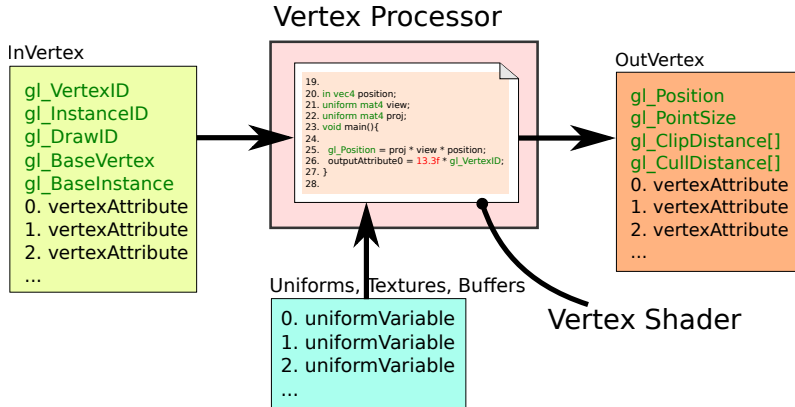 Vertex Processor
InVertex
gl_VertexID
gl_InstanceID
gl_DrawID
gl_BaseVertex
gl_BaseInstance
0. vertexAttribute
1. vertexAttribute
2. vertexAttribute
...
19.
20. in vec4 position;
21. uniform mat4 view;
22. uniform mat4 proj;
23. void main(){
24.
25. gl_Position = proj * view * position;
26. outputAttribute0 = 13.3f * gl_VertexID;
27. }
28.
OutVertex
gl_Position
gl_PointSize
gl_ClipDistance[]
gl_CullDistance[]
0. vertexAttribute
1. vertexAttribute
2. vertexAttribute
...
Uniforms, Textures, Buffers
0. uniformVariable
1. uniformVariable
2. uniformVariable
...
Vertex Shader